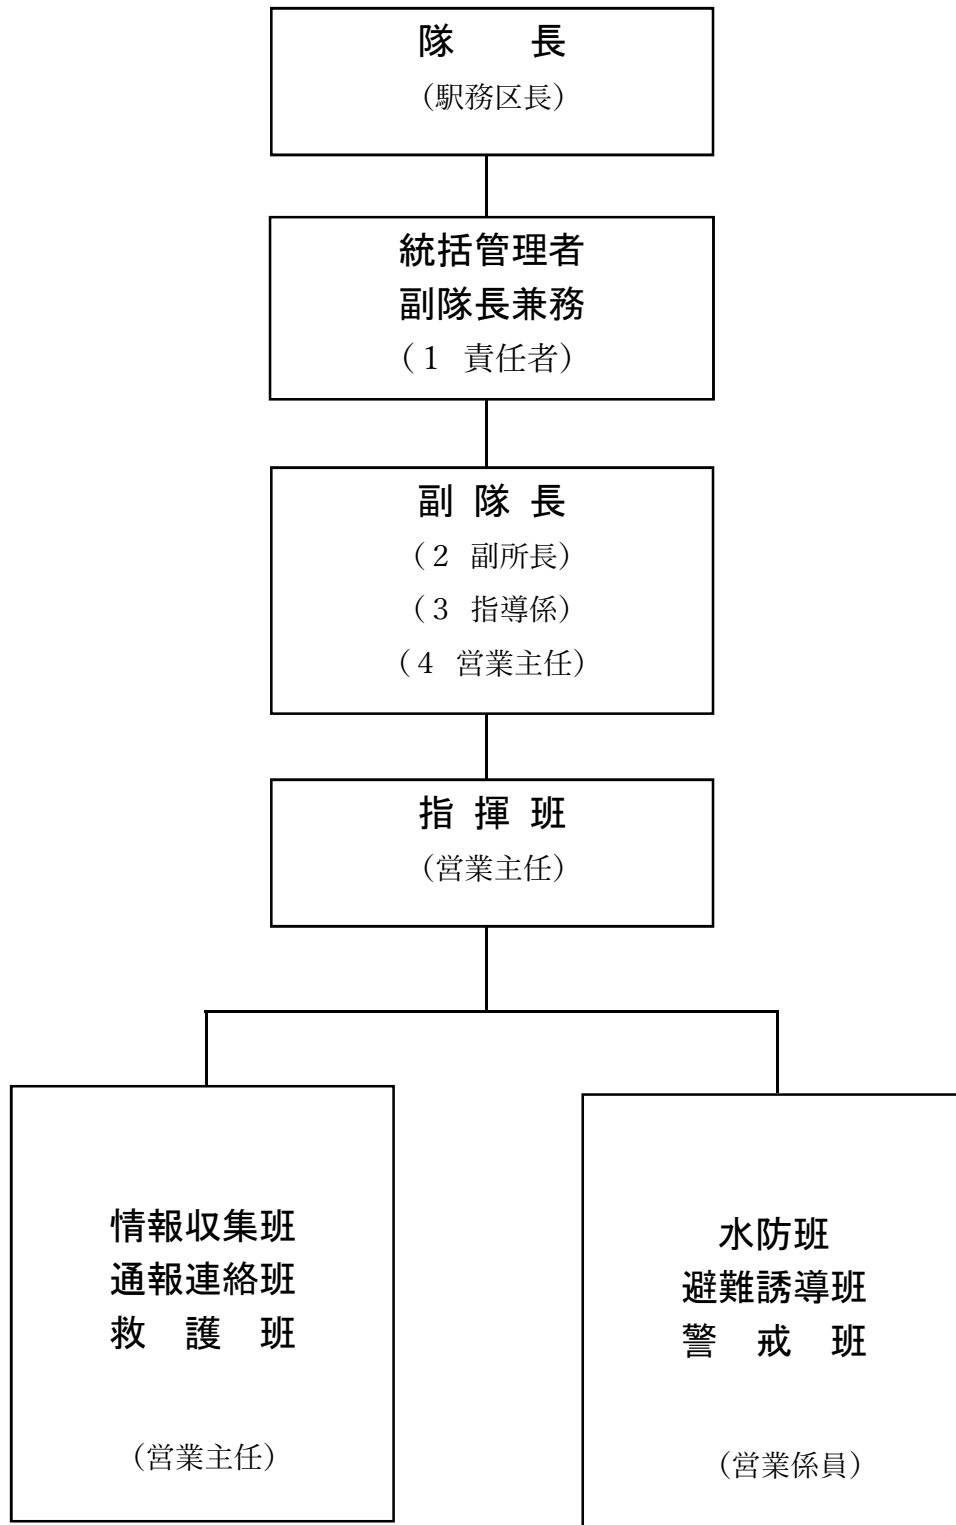 隊　　長
（駅務区長）
統括管理者
副隊長兼務
（１ 責任者）
副 隊 長
（２ 副所長）
（３ 指導係）
（４ 営業主任）
指 揮 班
（営業主任）
情報収集班
通報連絡班
救　護　班
（営業主任）
水防班
避難誘導班
警　戒　班
（営業係員）